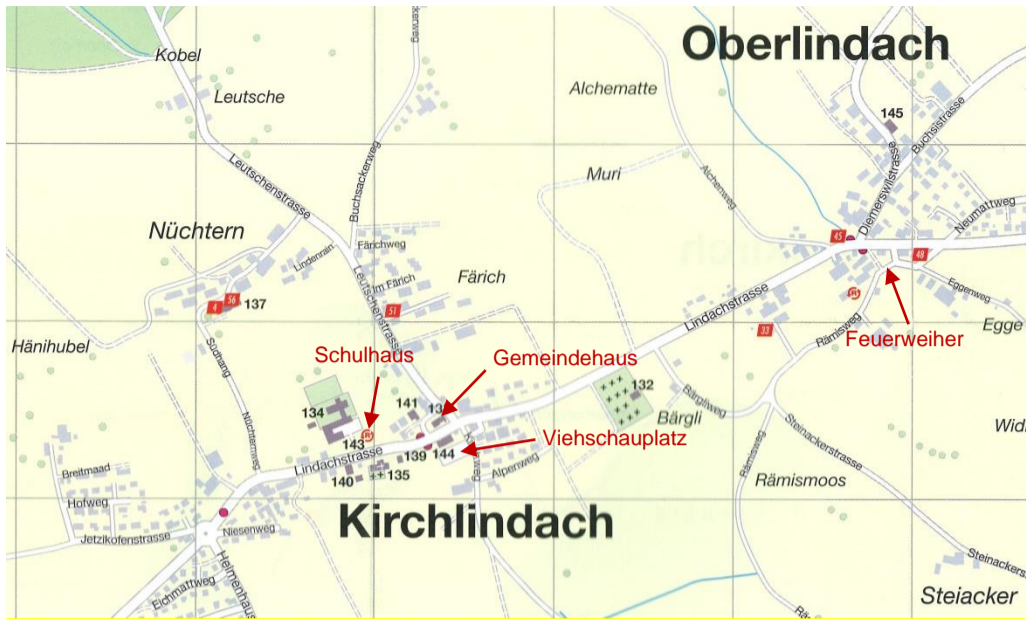 Oberlindach
Kobel
Leutsche
Alchematte
145
Buchsistrasse
Diemerswilstrasse
Muri
Alchenweg
Neumattweg
Leutschenstrasse
Buchsackerweg
Nüchtern
Färichweg
Lindenrain
Im Färich
Färich
45
48
Eggenweg
4
56
137
51
Leutschenstrasse
Lindachstrasse
33
Rämisweg
Feuerweiher
Egge
Hänihubel
Südhang
Schulhaus
Gemeindehaus
132
Bärgliweg
Bärgli
134
141
143
Viehschauplatz
Nüchternweg
Lindachstrasse
139
144
Alpenweg
140
135
Steinackerstrasse
Rämisweg
Rämismoos
Breitmaad
Hofweg
Jetzikofenstrasse
Niesenweg
Kirchlindach
Eichmattweg
Steiacker